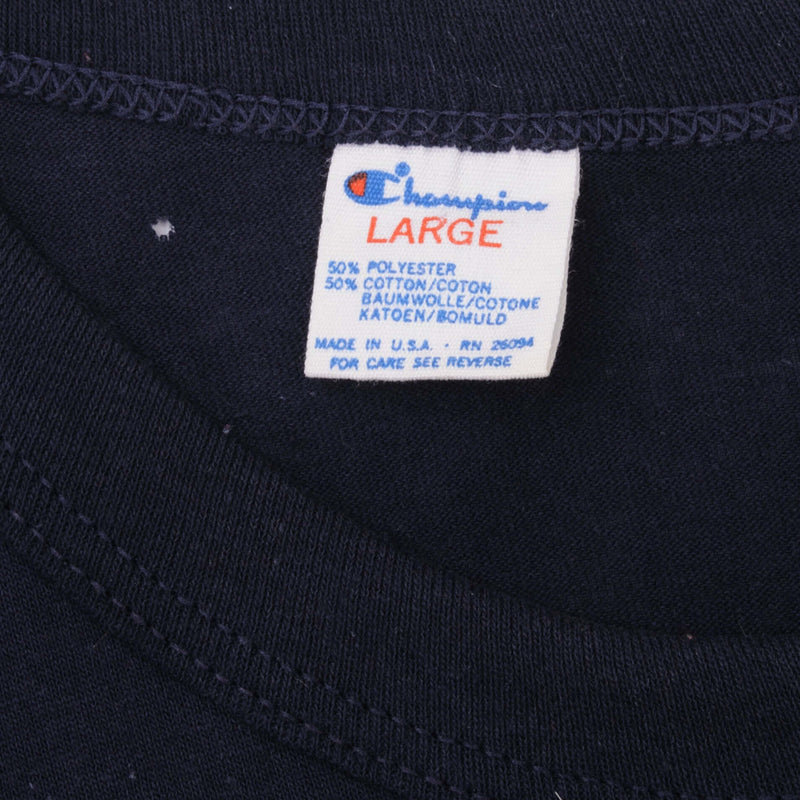 Champion
LARGE
50% POLYESTER
50% COTTON/COTON
BAUMWOLLE/COTONE
KATOEN/BOMULD
MADE IN U.S.A. · RN 26094
FOR CARE SEE REVERSE